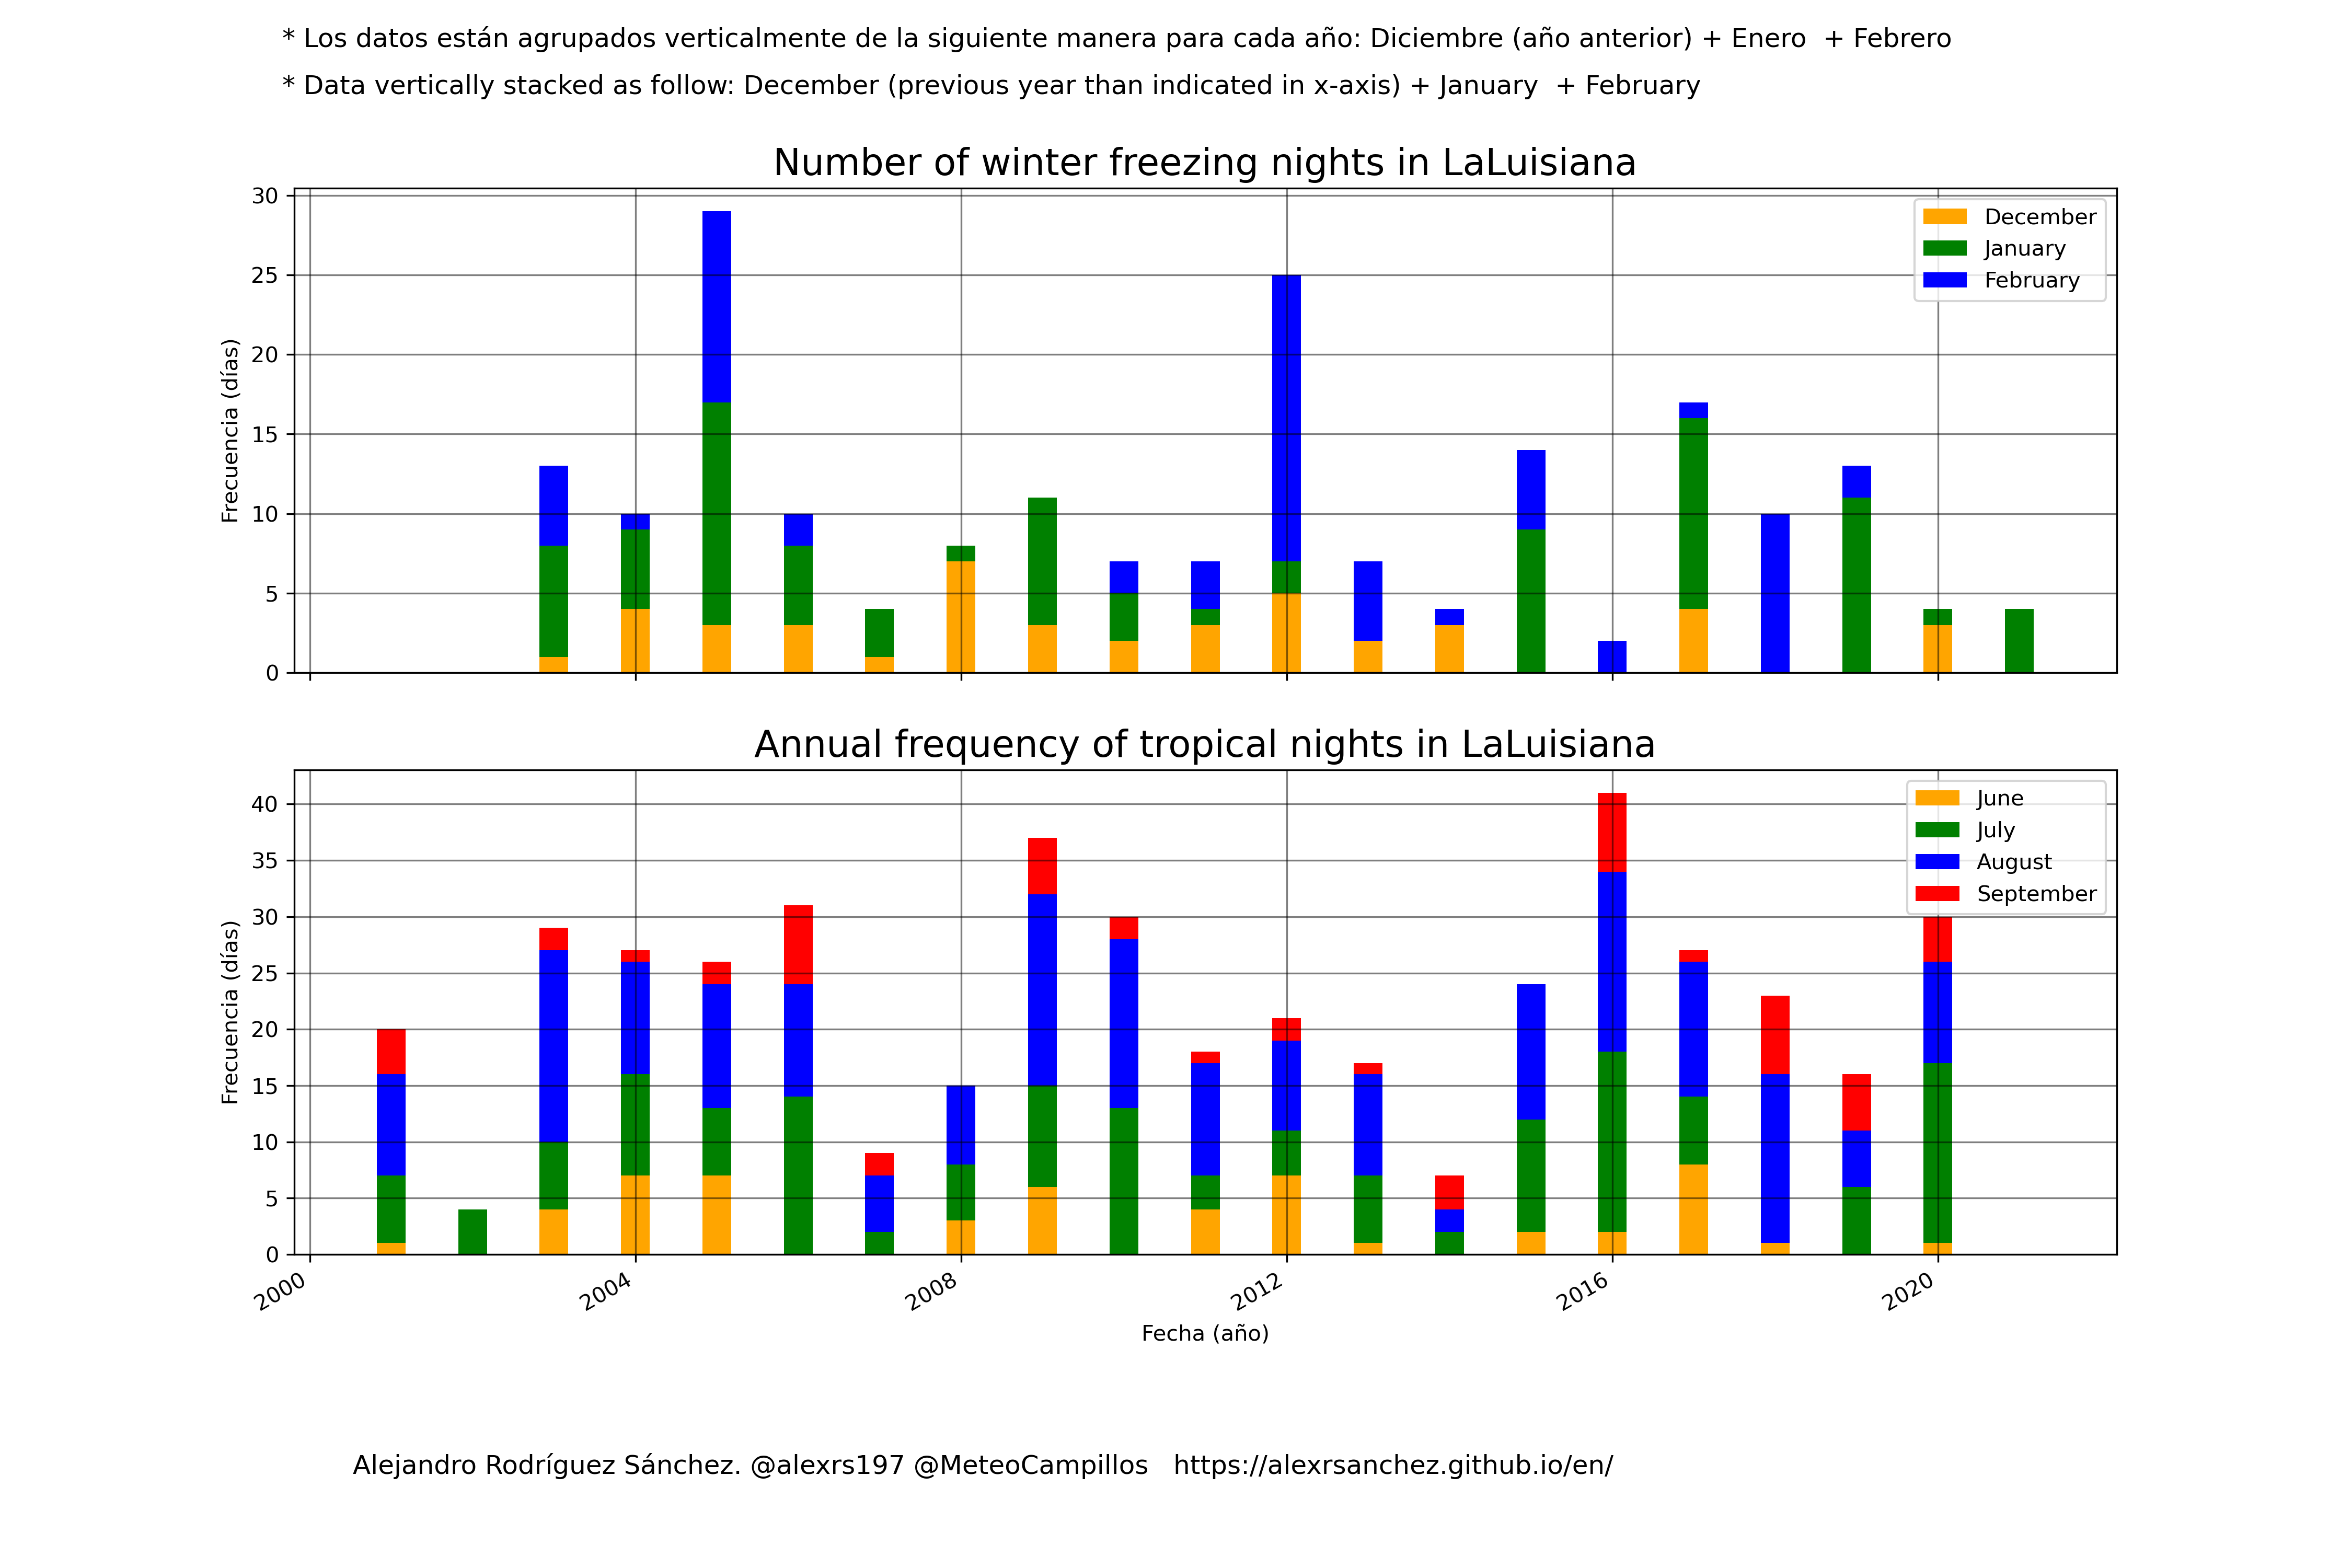 * Los datos están agrupados verticalmente de la siguiente manera para cada año: Diciembre (año anterior) + Enero  + Febrero
* Data vertically stacked as follow: December (previous year than indicated in x-axis) + January  + February
Number of winter freezing nights in LaLuisiana
Frecuencia (días)
30
25
20
15
10
5
0
December
January
February
Annual frequency of tropical nights in LaLuisiana
Frecuencia (días)
40
35
30
25
20
15
10
5
0
June
July
August
September
2000
2004
2008
2012
2016
2020
Fecha (año)
Alejandro Rodríguez Sánchez. @alexrs197 @MeteoCampillos   https://alexrsanchez.github.io/en/